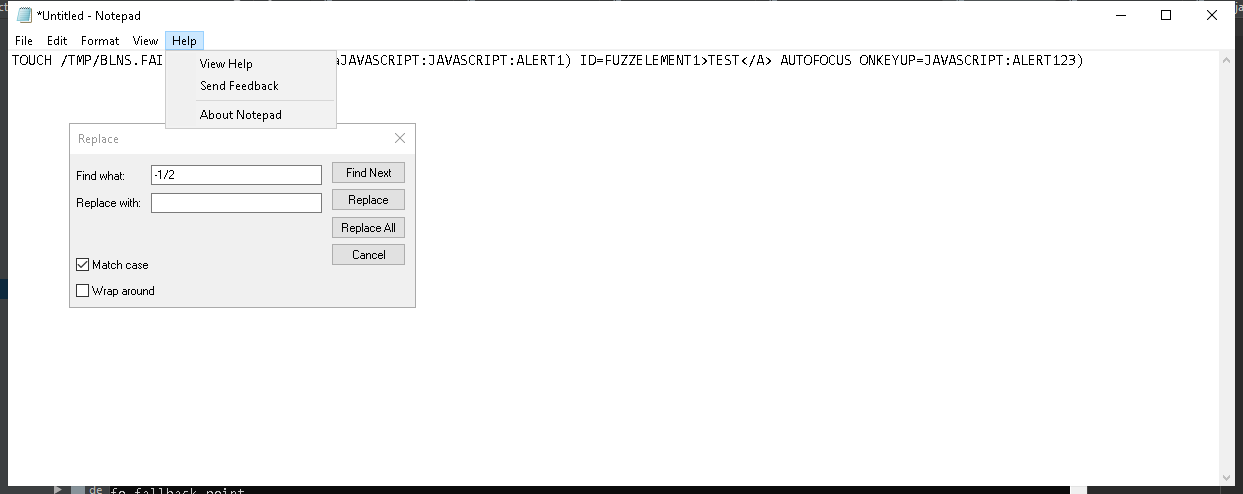 *Untitled - Notepad
File Edit Format View Help
TOUCH /TMP/BLNS.FAI aJAVASCRIPT:JAVASCRIPT:ALERT1) ID=FUZZELEMENT1>TEST</A> AUTOFOCUS ONKEYUP=JAVASCRIPT:ALERT123)
View Help
Send Feedback
About Notepad
Replace
Find what: -1/2 Find Next
Replace with: Replace
Replace All
Cancel
Match case
Wrap around
de fo fallback point